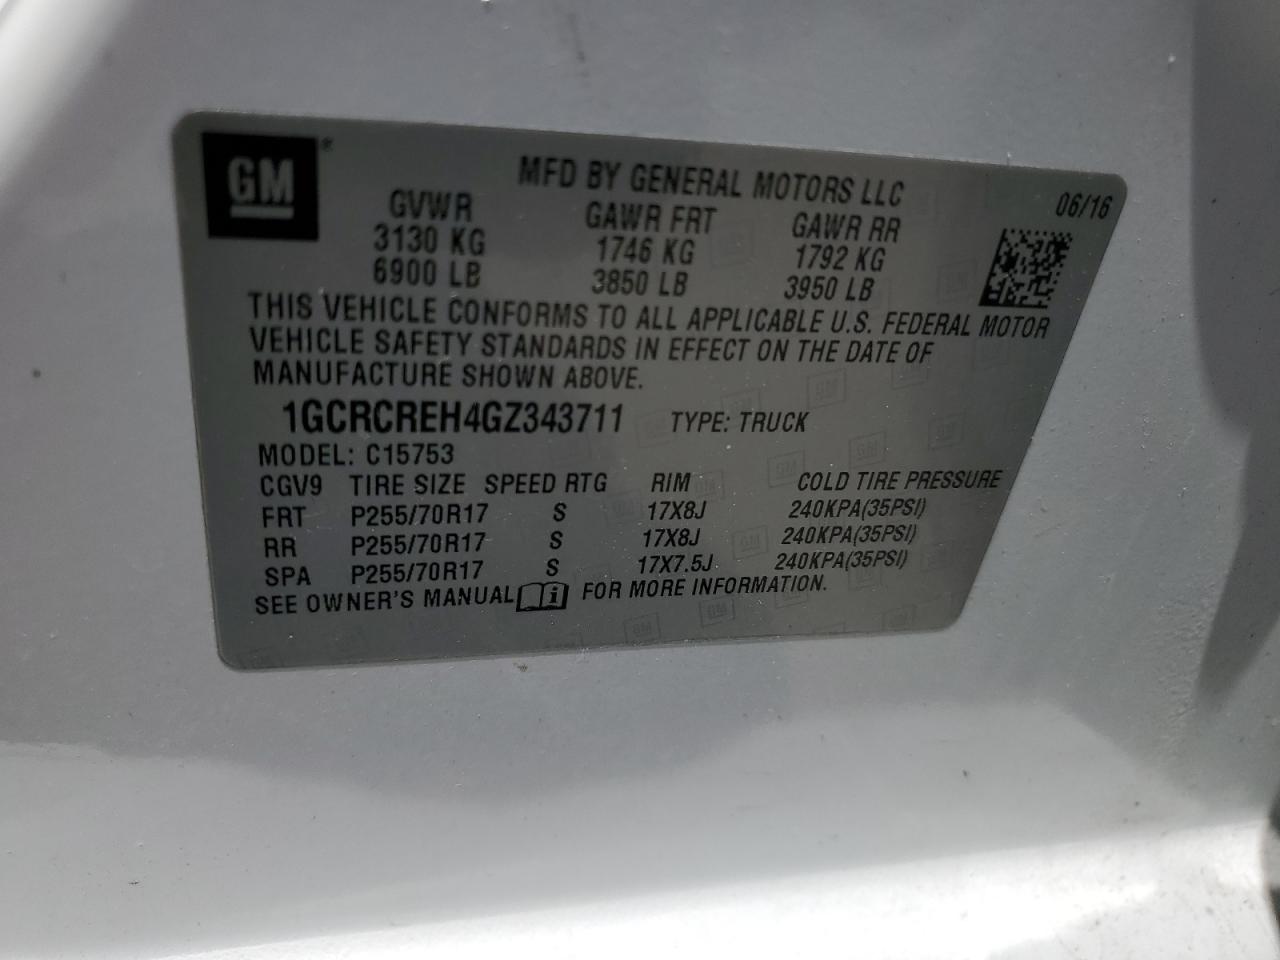 GM®
MFD BY GENERAL MOTORS LLC
06/16
GVWR GAWR FRT GAWR RR
3130 KG 1746 KG 1792 KG
6900 LB 3850 LB 3950 LB
THIS VEHICLE CONFORMS TO ALL APPLICABLE U.S. FEDERAL MOTOR
VEHICLE SAFETY STANDARDS IN EFFECT ON THE DATE OF
MANUFACTURE SHOWN ABOVE.
1GCRCREH4GZ343711 TYPE: TRUCK
MODEL: C15753
CGV9 TIRE SIZE SPEED RTG RIM COLD TIRE PRESSURE
FRT P255/70R17 S 17X8J 240KPA(35PSI)
RR P255/70R17 S 17X8J 240KPA(35PSI)
SPA P255/70R17 S 17X7.5J 240KPA(35PSI)
SEE OWNER'S MANUAL i FOR MORE INFORMATION.